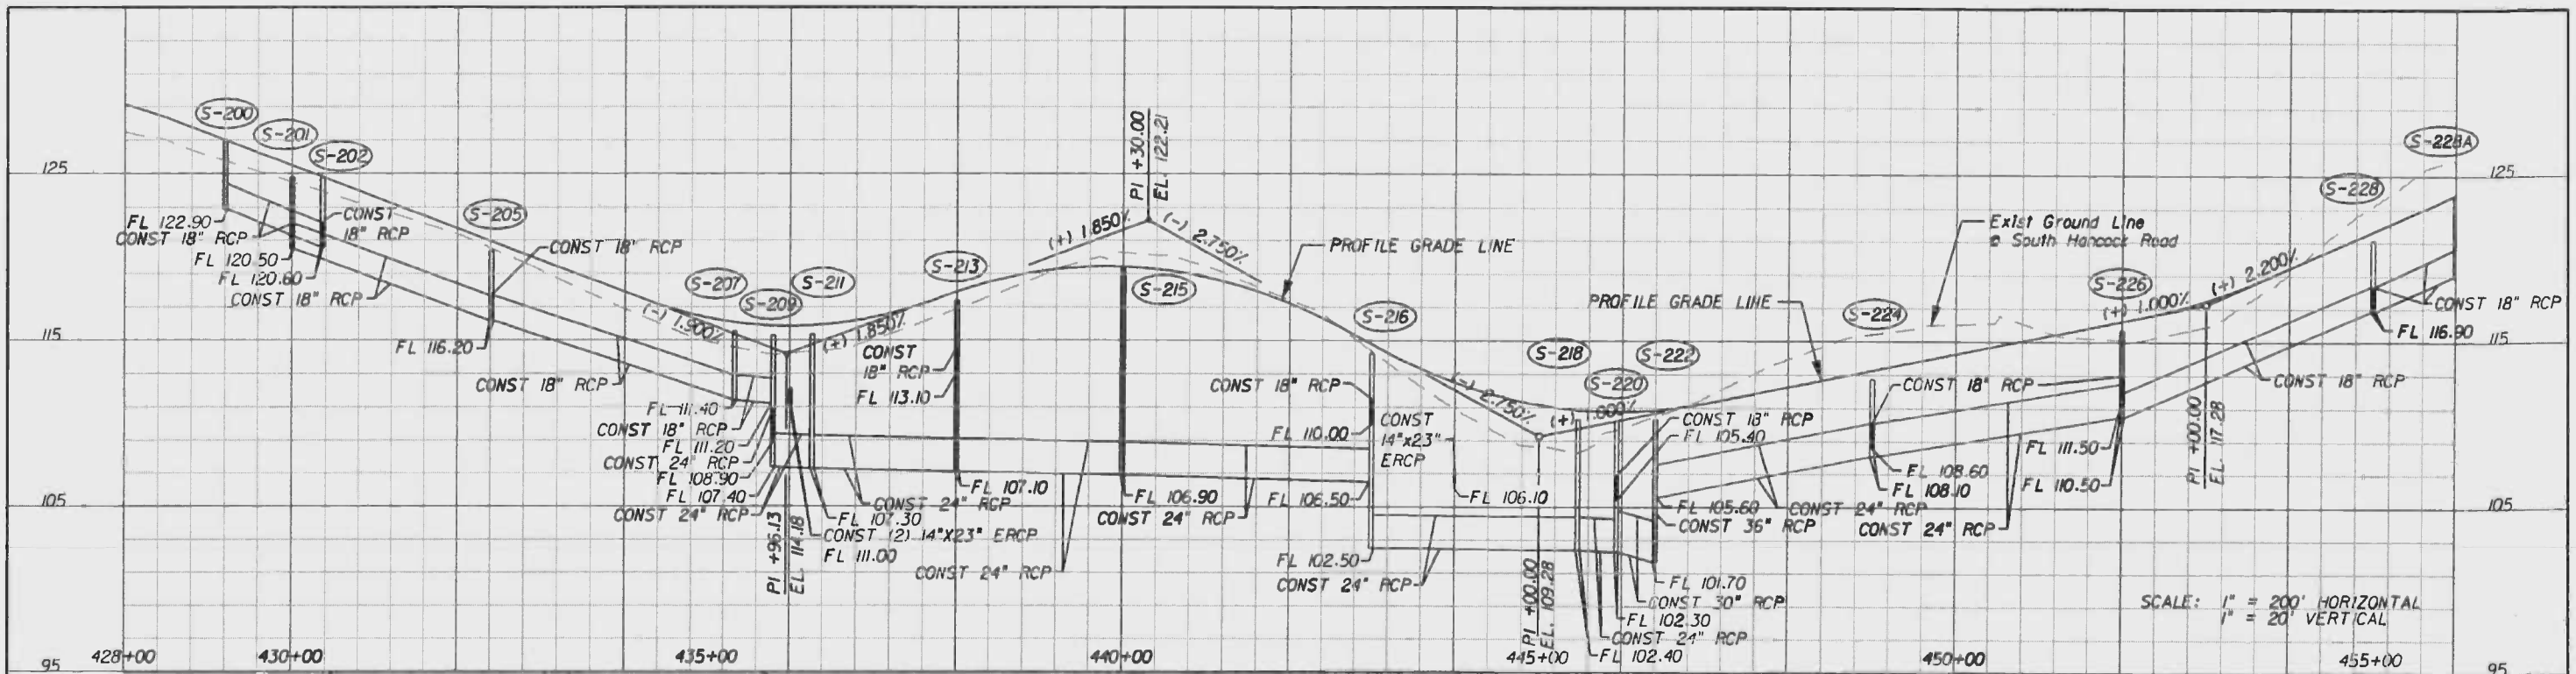 S-200
S-201
S-202
S-205
S-207
S-209
S-211
S-213
S-215
S-216
S-218
S-220
S-222
S-224
S-226
S-228
S-228A
125
115
105
95
125
115
105
95
FL 122.90
CONST 18" RCP
FL 120.50
FL 120.60
CONST 18" RCP
CONST
18" RCP
CONST 18" RCP
FL 116.20
CONST 18" RCP
(-) 1.900%
FL 111.40
CONST 18" RCP
FL 111.20
CONST 24" RCP
FL 108.90
FL 107.40
CONST 24" RCP
PI +96.13
EL. 114.18
(+) 1.850%
CONST
18" RCP
FL 113.10
CONST 24" RCP
FL 107.30
CONST (2) 14"X23" ERCP
FL 111.00
FL 107.10
CONST 24" RCP
(+) 1.850%
PI +30.00
EL. 122.21
(-) 2.750%
PROFILE GRADE LINE
FL 106.90
CONST 24" RCP
CONST 18" RCP
FL 110.00
FL 106.50
FL 102.50
CONST 24" RCP
CONST
14"x23"
ERCP
FL 106.10
(-) 2.750%
(+) 1.000%
PI +00.00
EL. 109.28
CONST 18" RCP
FL 105.40
FL 105.60
CONST 36" RCP
FL 101.70
CONST 30" RCP
FL 102.30
CONST 24" RCP
FL 102.40
CONST 24" RCP
PROFILE GRADE LINE
Exist Ground Line
@ South Hancock Road
CONST 18" RCP
FL 108.60
FL 108.10
CONST 24" RCP
FL 111.50
FL 110.50
(+) 1.000%
(+) 2.200%
PI +00.00
EL. 117.28
CONST 18" RCP
FL 116.90
CONST 18" RCP
SCALE: 1" = 200' HORIZONTAL
1" = 20' VERTICAL
428+00
430+00
435+00
440+00
445+00
450+00
455+00